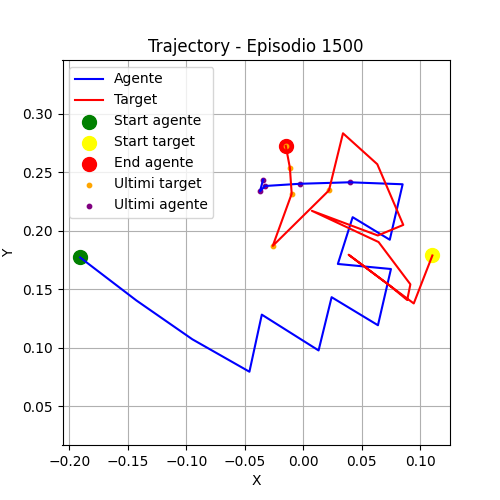 Trajectory - Episodio 1500
Agente
Target
Start agente
Start target
End agente
Ultimi target
Ultimi agente
0.30
0.25
0.20
0.15
0.10
0.05
Y
−0.20
−0.15
−0.10
−0.05
0.00
0.05
0.10
X